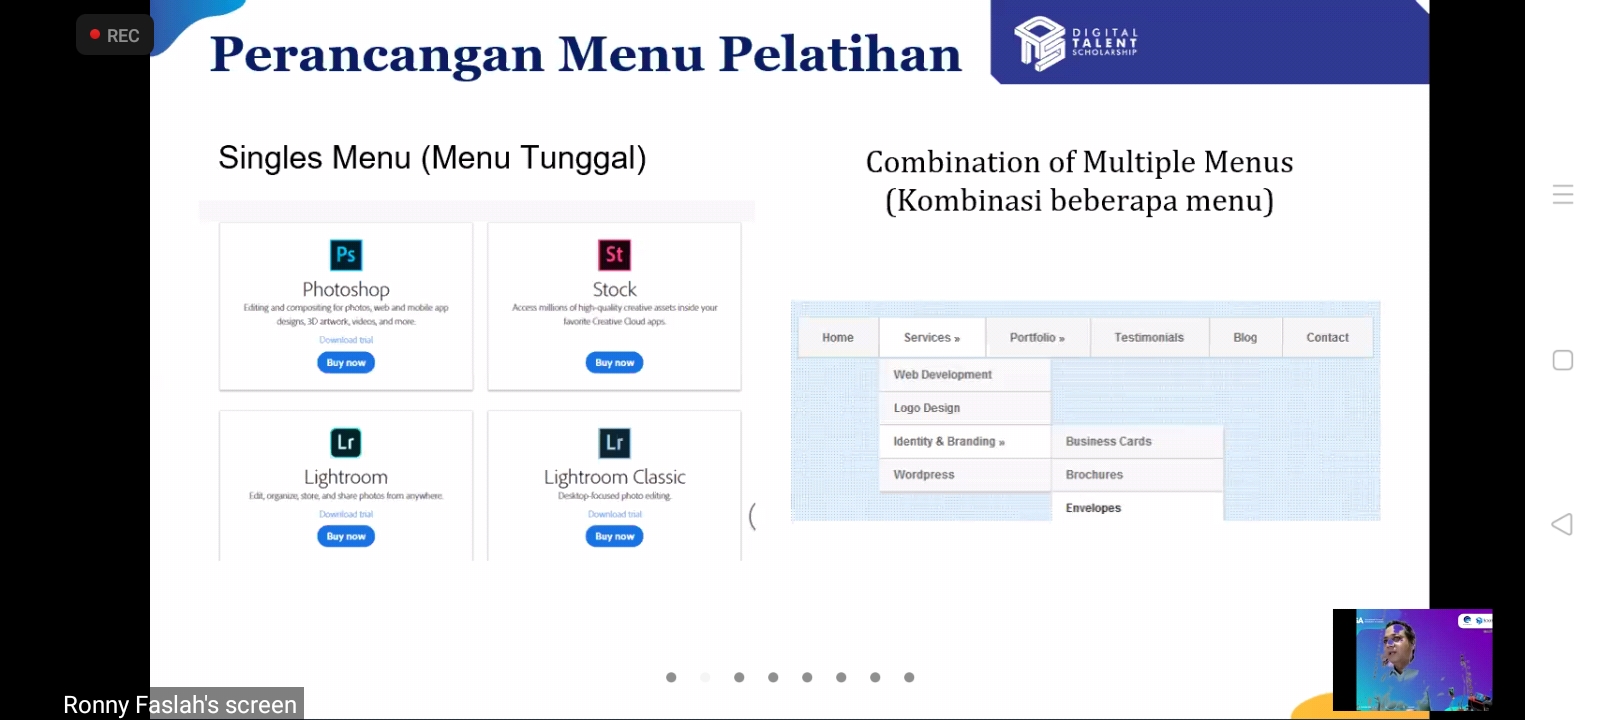 REC
Perancangan Menu Pelatihan
DIGITAL
TALENT
SCHOLARSHIP
Singles Menu (Menu Tunggal)
Ps
Photoshop
Editing and compositing for photos, web and mobile app
designs, 3D artwork, videos, and more.
Download trial
Buy now
St
Stock
Access millions of high-quality creative assets inside your
favorite Creative Cloud apps.
Buy now
Lr
Lightroom
Edit, organize, store, and share photos from anywhere.
Download trial
Buy now
Lr
Lightroom Classic
Desktop-focused photo editing.
Download trial
Buy now
(
Combination of Multiple Menus
(Kombinasi beberapa menu)
Home Services » Portfolio » Testimonials Blog Contact
Web Development
Logo Design
Identity & Branding » Business Cards
Wordpress Brochures
Envelopes
Ronny Faslah's screen